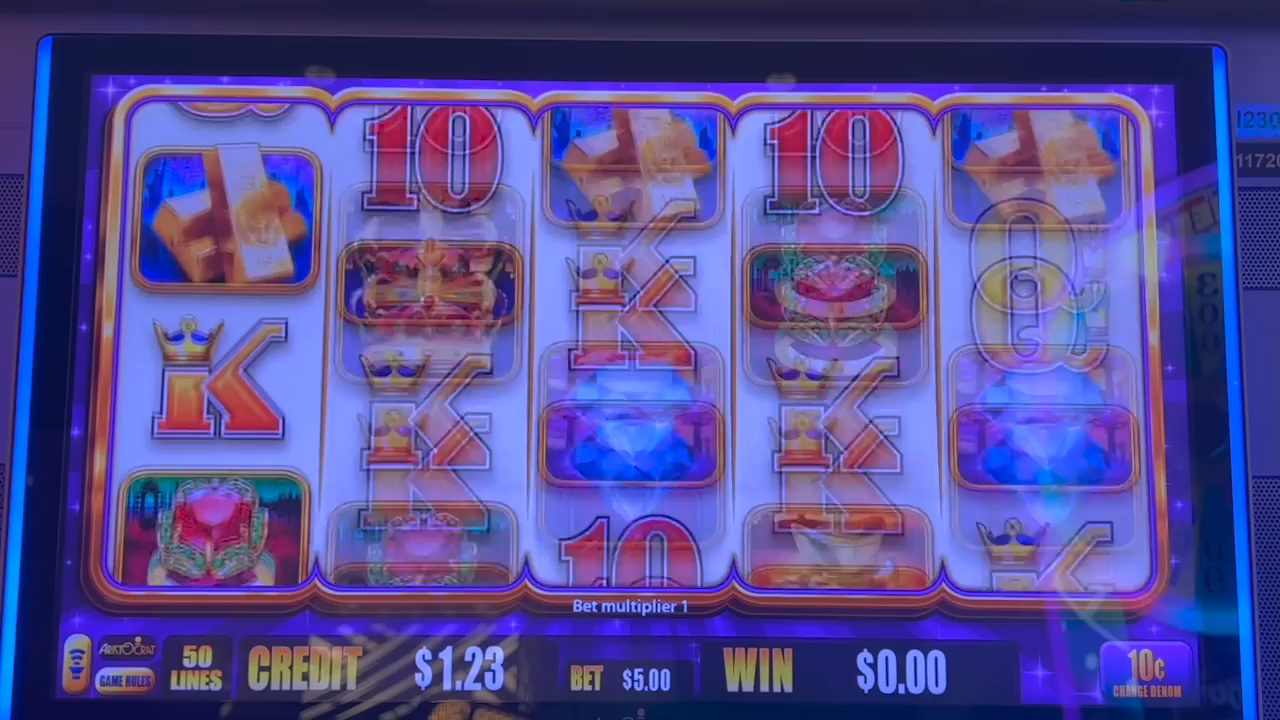 10
10
K
K
Q
Q
K
K
K
K
K
10
K
Bet multiplier 1
ARISTOCRAT
GAME RULES
50
LINES
CREDIT
$1.23
BET
$5.00
WIN
$0.00
10¢
CHANGE DENOM